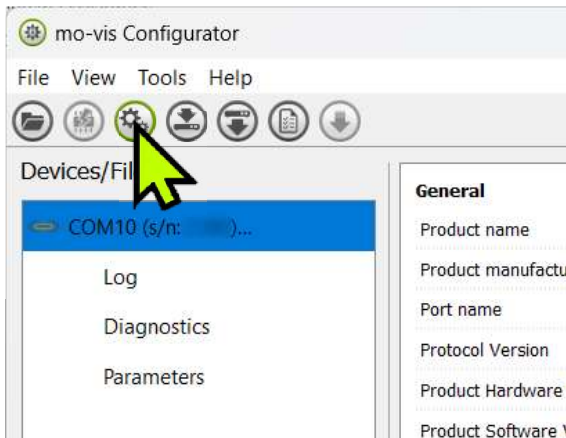 mo-vis Configurator
File View Tools Help
Devices/Fil
COM10 (s/n: )...
Log
Diagnostics
Parameters
General
Product name
Product manufactu
Port name
Protocol Version
Product Hardware
Product Software V